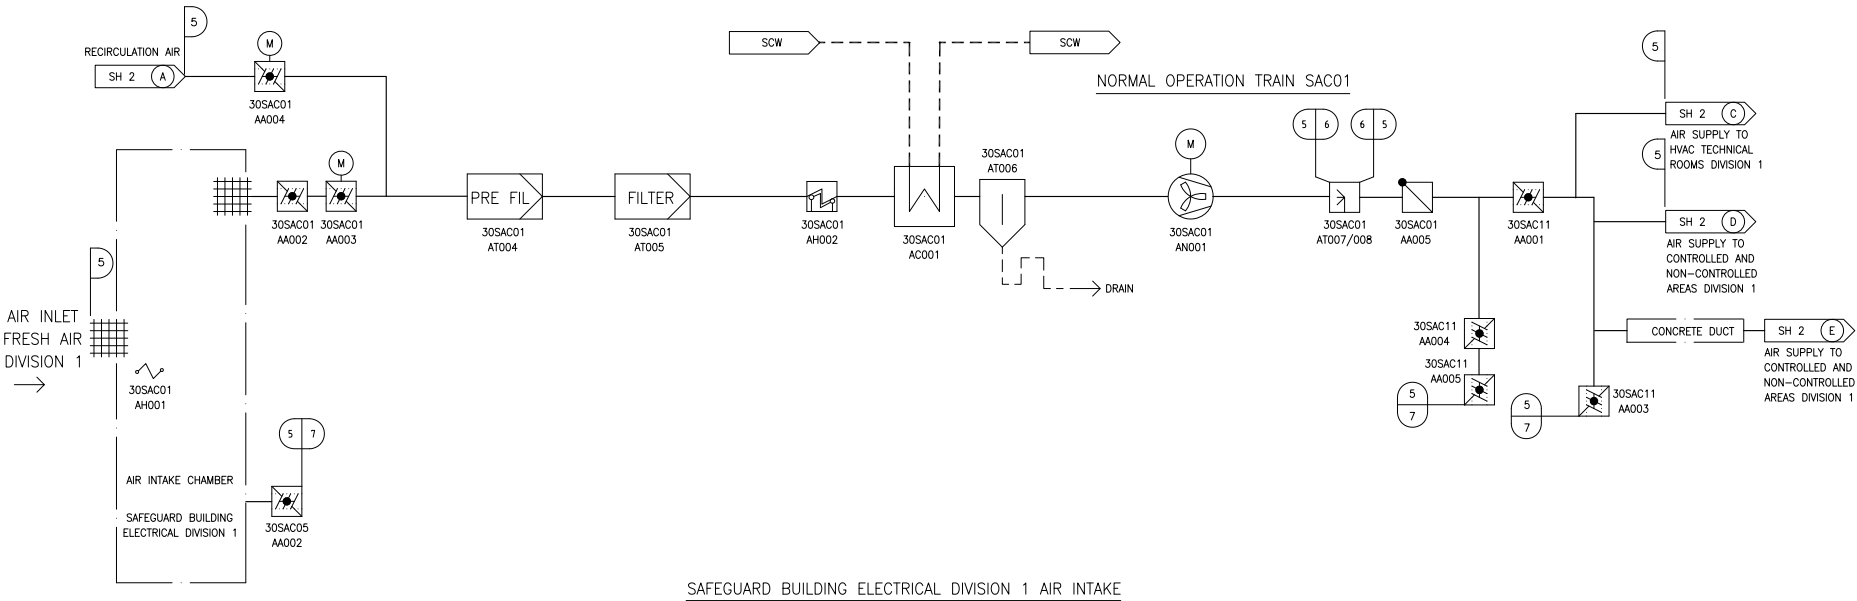 5
RECIRCULATION AIR
SH 2 A
M
30SAC01
AA004
SCW
SCW
NORMAL OPERATION TRAIN SAC01
5
SH 2 C
AIR SUPPLY TO
HVAC TECHNICAL
ROOMS DIVISION 1
5
M
30SAC01
AA002
30SAC01
AA003
PRE FIL
30SAC01
AT004
FILTER
30SAC01
AT005
30SAC01
AH002
30SAC01
AC001
30SAC01
AT006
DRAIN
M
30SAC01
AN001
5 6
6 5
30SAC01
AT007/008
30SAC01
AA005
30SAC11
AA001
SH 2 D
AIR SUPPLY TO
CONTROLLED AND
NON-CONTROLLED
AREAS DIVISION 1
5
AIR INLET
FRESH AIR
DIVISION 1
30SAC01
AH001
30SAC11
AA004
30SAC11
AA005
5
7
5
7
30SAC11
AA003
CONCRETE DUCT
SH 2 E
AIR SUPPLY TO
CONTROLLED AND
NON-CONTROLLED
AREAS DIVISION 1
5 7
AIR INTAKE CHAMBER
SAFEGUARD BUILDING
ELECTRICAL DIVISION 1
30SAC05
AA002
SAFEGUARD BUILDING ELECTRICAL DIVISION 1 AIR INTAKE